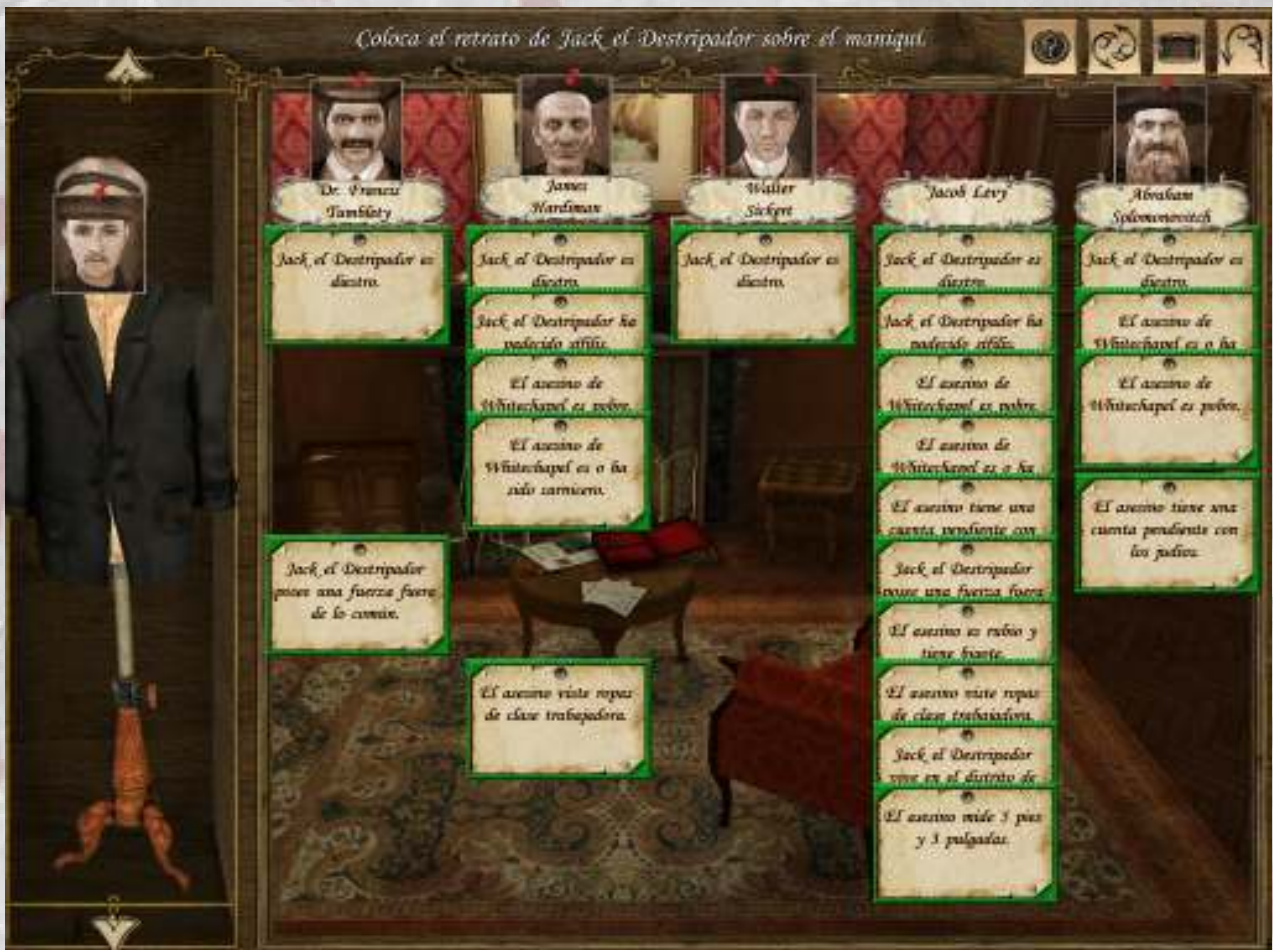 Coloca el retrato de Jack el Destripador sobre el maniquí.
Dr. Francis
Tumblety
James
Hardiman
Walter
Sickert
Jacob Levy
Abraham
Solomonovitch
Jack el Destripador es
diestro.
Jack el Destripador
posee una fuerza fuera
de lo común.
Jack el Destripador es
diestro.
Jack el Destripador ha
padecido sífilis.
El asesino de
Whitechapel es pobre.
El asesino de
Whitechapel es o ha
sido carnicero.
El asesino viste ropas
de clase trabajadora.
Jack el Destripador es
diestro.
Jack el Destripador es
diestro.
Jack el Destripador ha
padecido sífilis.
El asesino de
Whitechapel es pobre.
El asesino de
Whitechapel es o ha
El asesino tiene una
cuenta pendiente con
Jack el Destripador
posee una fuerza fuera
El asesino es rubio y
tiene bigote.
El asesino viste ropas
de clase trabajadora.
Jack el Destripador
vive en el distrito de
El asesino mide 5 pies
y 3 pulgadas.
Jack el Destripador es
diestro.
El asesino de
Whitechapel es o ha
El asesino de
Whitechapel es pobre.
El asesino tiene una
cuenta pendiente con
los judíos.